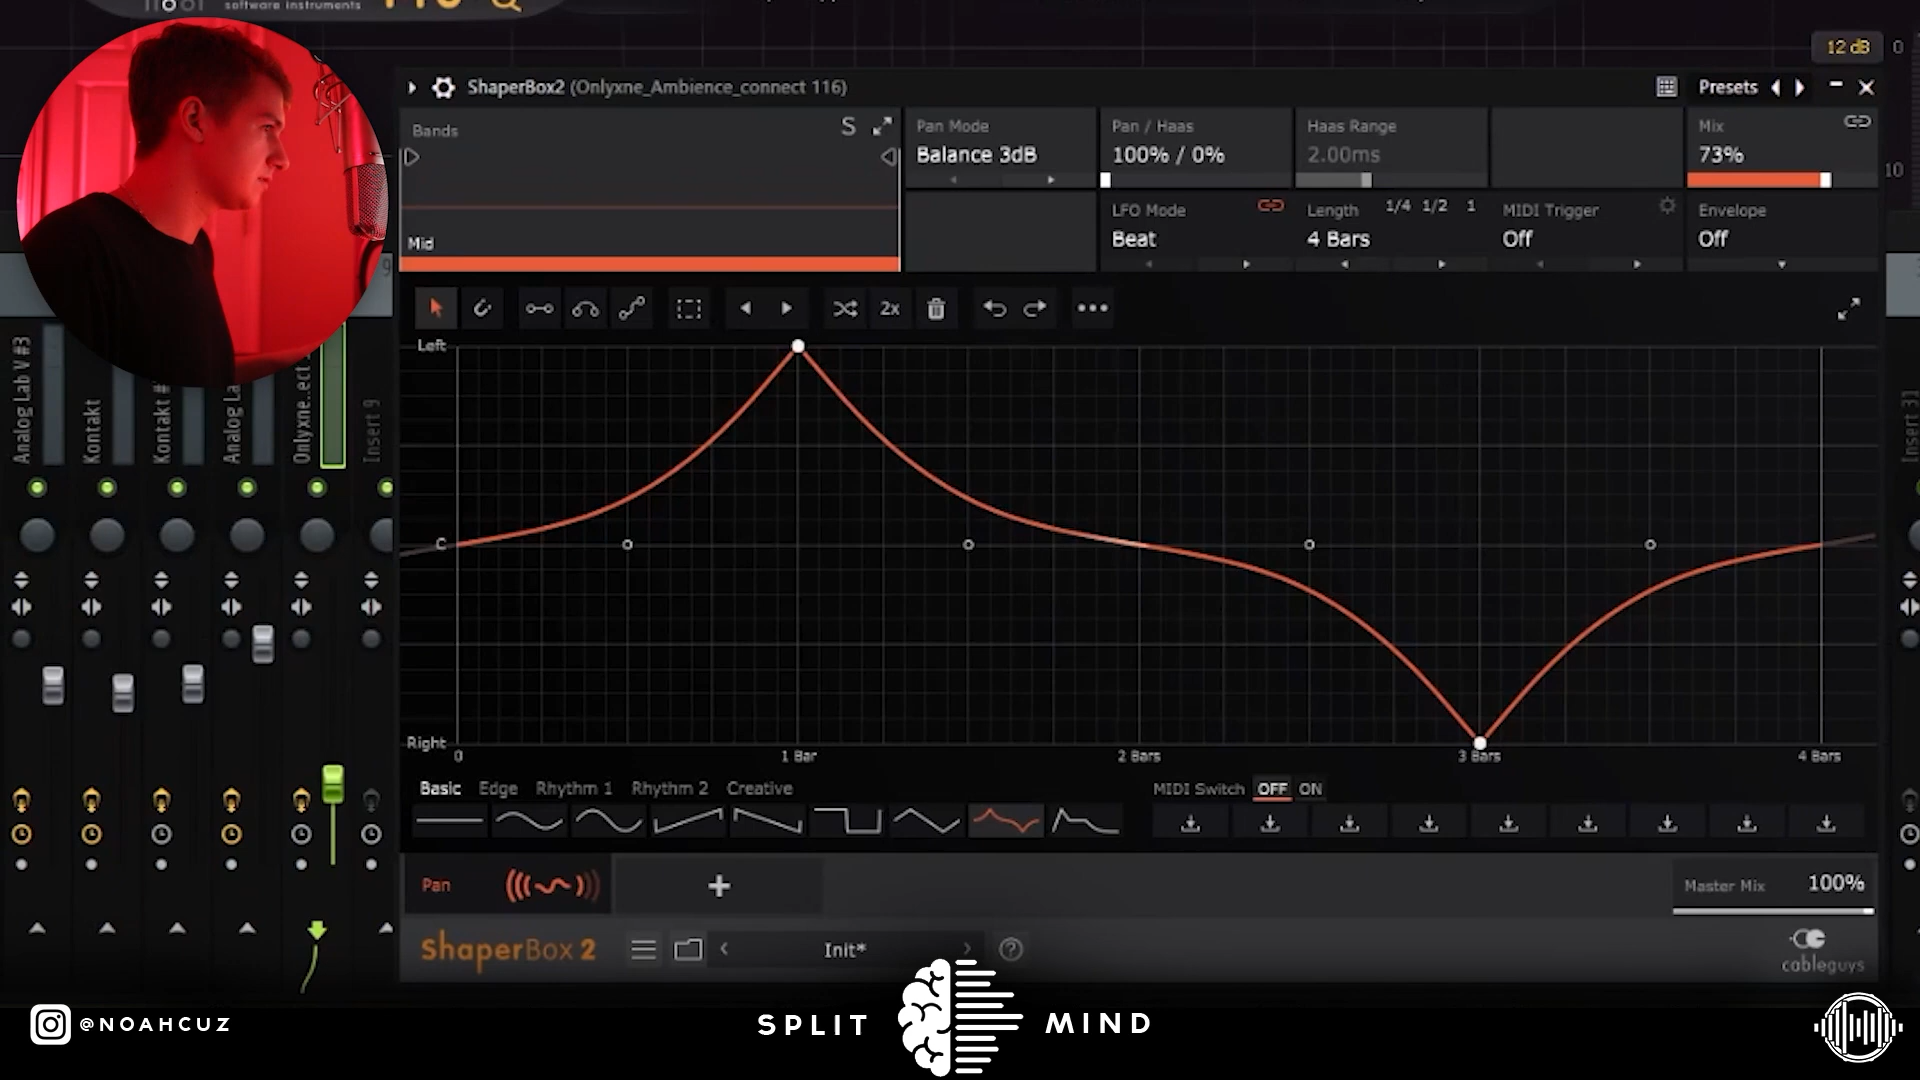 software instruments
12 dB
0
ShaperBox2 (Onlyxne_Ambience_connect 116)
Presets
Bands
S
Pan Mode
Balance 3dB
Pan / Haas
100% / 0%
Haas Range
2.00ms
Mix
73%
10
Mid
LFO Mode
Beat
Length
1/4 1/2 1
4 Bars
MIDI Trigger
Off
Envelope
Off
9
2x
Left
C
Right
0
1 Bar
2 Bars
3 Bars
4 Bars
Analog Lab V #3
Kontakt
Kontakt #
Analog La
Onlyxne..ect
Insert 9
Insert 31
Basic
Edge
Rhythm 1
Rhythm 2
Creative
MIDI Switch OFF ON
Pan
+
Master Mix 100%
ShaperBox 2
Init*
?
cableguys
@NOAHCUZ
SPLIT MIND